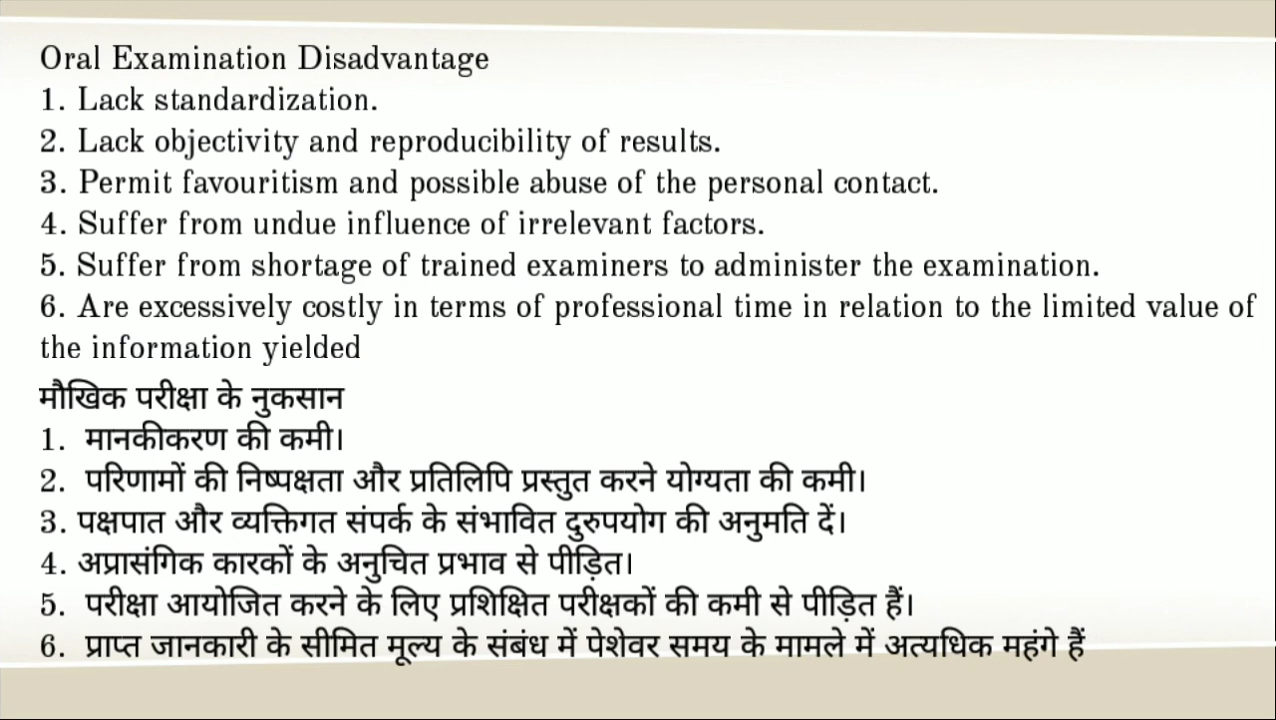 Oral Examination Disadvantage
1. Lack standardization.
2. Lack objectivity and reproducibility of results.
3. Permit favouritism and possible abuse of the personal contact.
4. Suffer from undue influence of irrelevant factors.
5. Suffer from shortage of trained examiners to administer the examination.
6. Are excessively costly in terms of professional time in relation to the limited value of
the information yielded
मौखिक परीक्षा के नुकसान
1. मानकीकरण की कमी।
2. परिणामों की निष्पक्षता और प्रतिलिपि प्रस्तुत करने योग्यता की कमी।
3. पक्षपात और व्यक्तिगत संपर्क के संभावित दुरुपयोग की अनुमति दें।
4. अप्रासंगिक कारकों के अनुचित प्रभाव से पीड़ित।
5. परीक्षा आयोजित करने के लिए प्रशिक्षित परीक्षकों की कमी से पीड़ित हैं।
6. प्राप्त जानकारी के सीमित मूल्य के संबंध में पेशेवर समय के मामले में अत्यधिक महंगे हैं